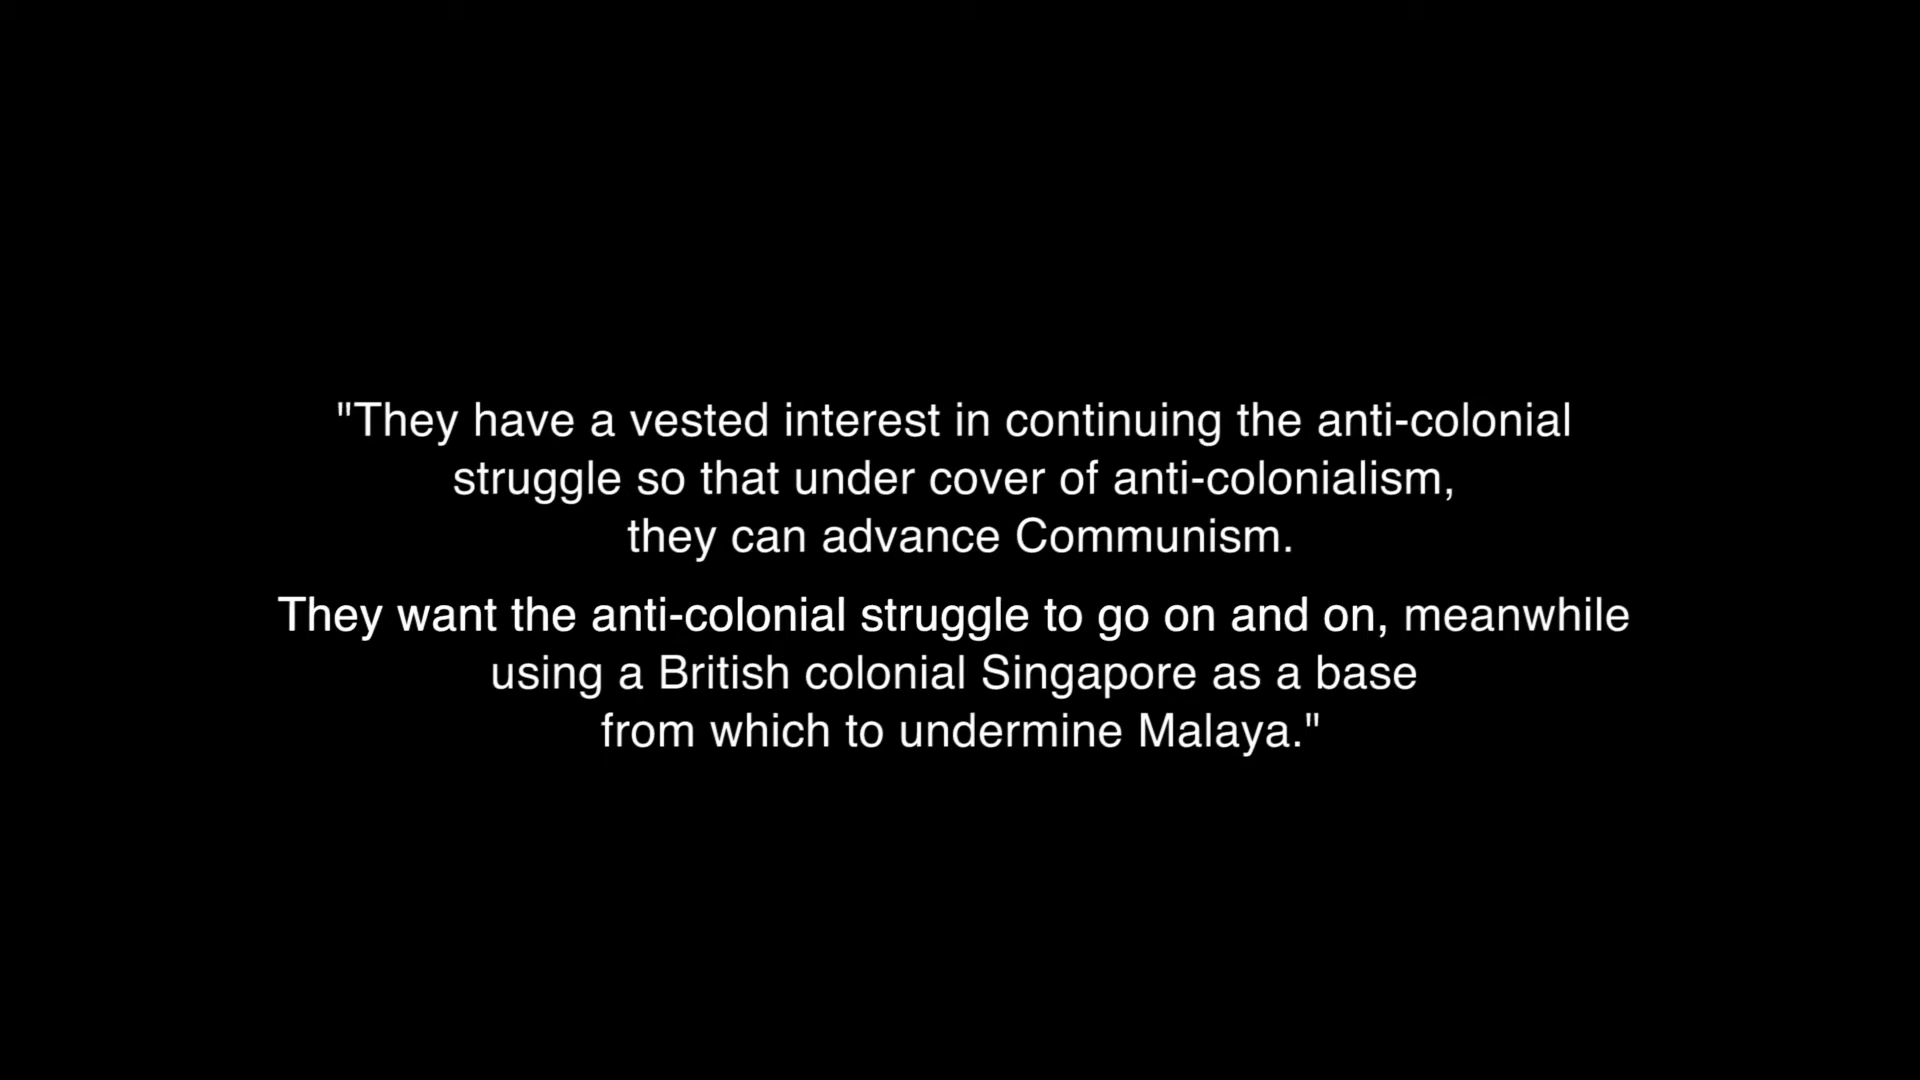 "They have a vested interest in continuing the anti-colonial
struggle so that under cover of anti-colonialism,
they can advance Communism.
They want the anti-colonial struggle to go on and on, meanwhile
using a British colonial Singapore as a base
from which to undermine Malaya."